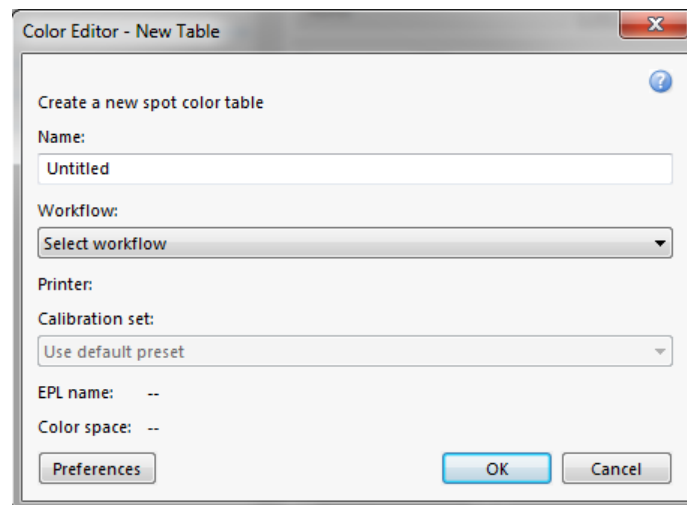 Color Editor - New Table
Create a new spot color table
Name:
Untitled
Workflow:
Select workflow
Printer:
Calibration set:
Use default preset
EPL name: --
Color space: --
Preferences OK Cancel